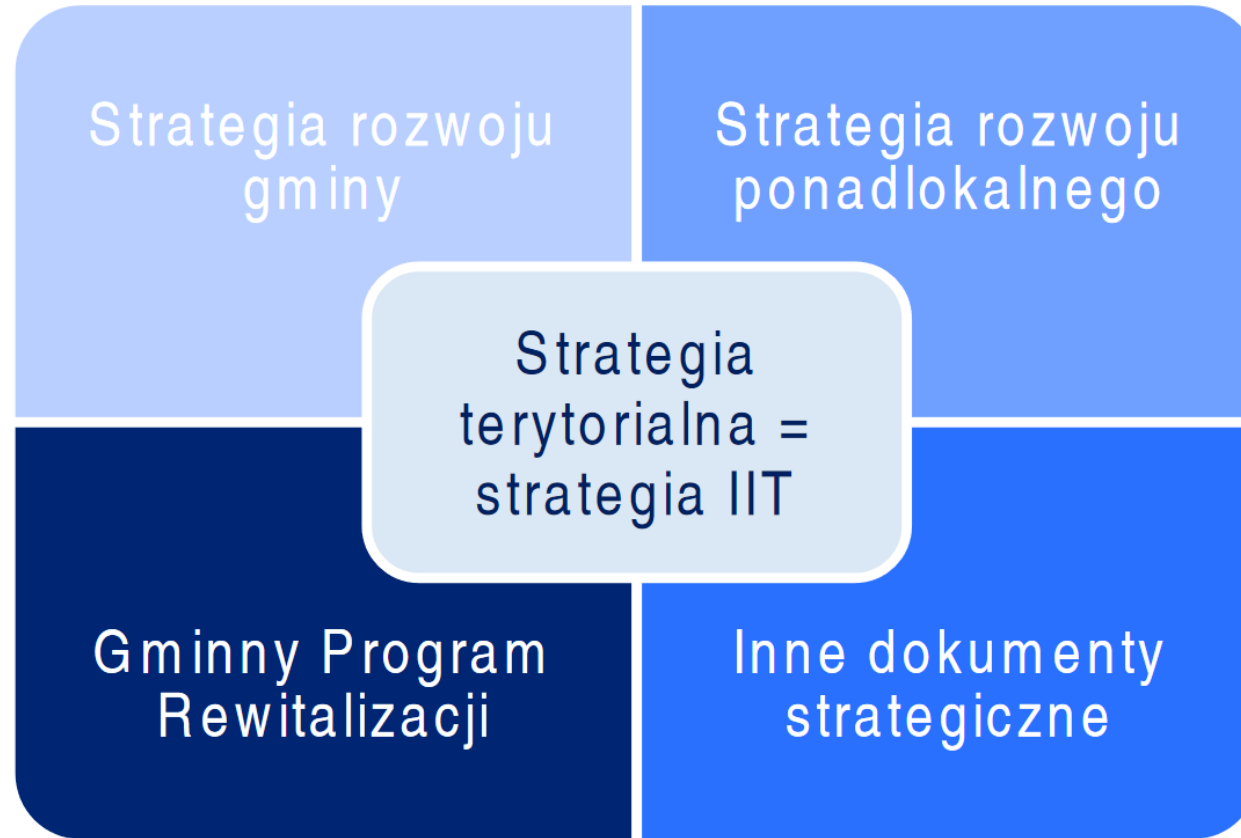 Strategia rozwoju
gminy
Strategia rozwoju
ponadlokalnego
Strategia
terytorialna =
strategia IIT
Gminny Program
Rewitalizacji
Inne dokumenty
strategiczne